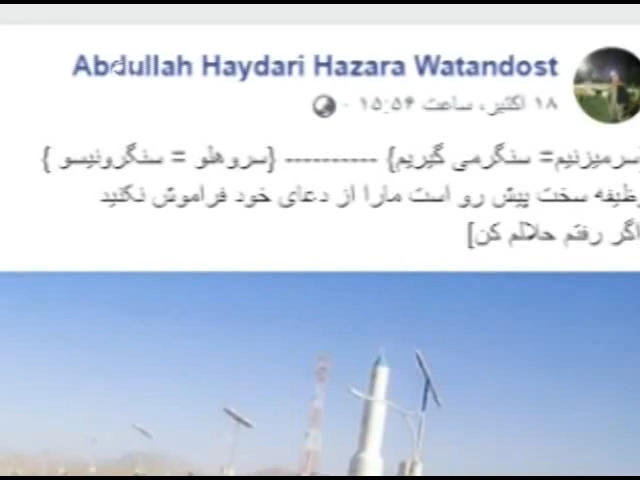 Abdullah Haydari Hazara Watandost
۱۸ اکتبر، ساعت ۱۵:۵۴ ·
سرمیزنیم= سنگرمی گیریم} ---------- {سروهلو = سنگرونیسو }
وظیفه سخت پیش رو است مارا از دعای خود فراموش نکنید
اگر رفتم حلالم کن]